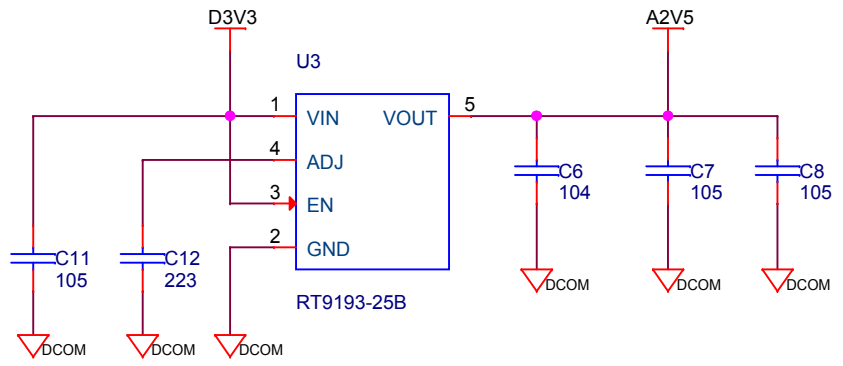 D3V3
A2V5
U3
1
VIN
VOUT
5
4
ADJ
3
EN
2
GND
C6
104
C7
105
C8
105
C11
105
C12
223
DCOM
DCOM
DCOM
RT9193-25B
DCOM
DCOM
DCOM